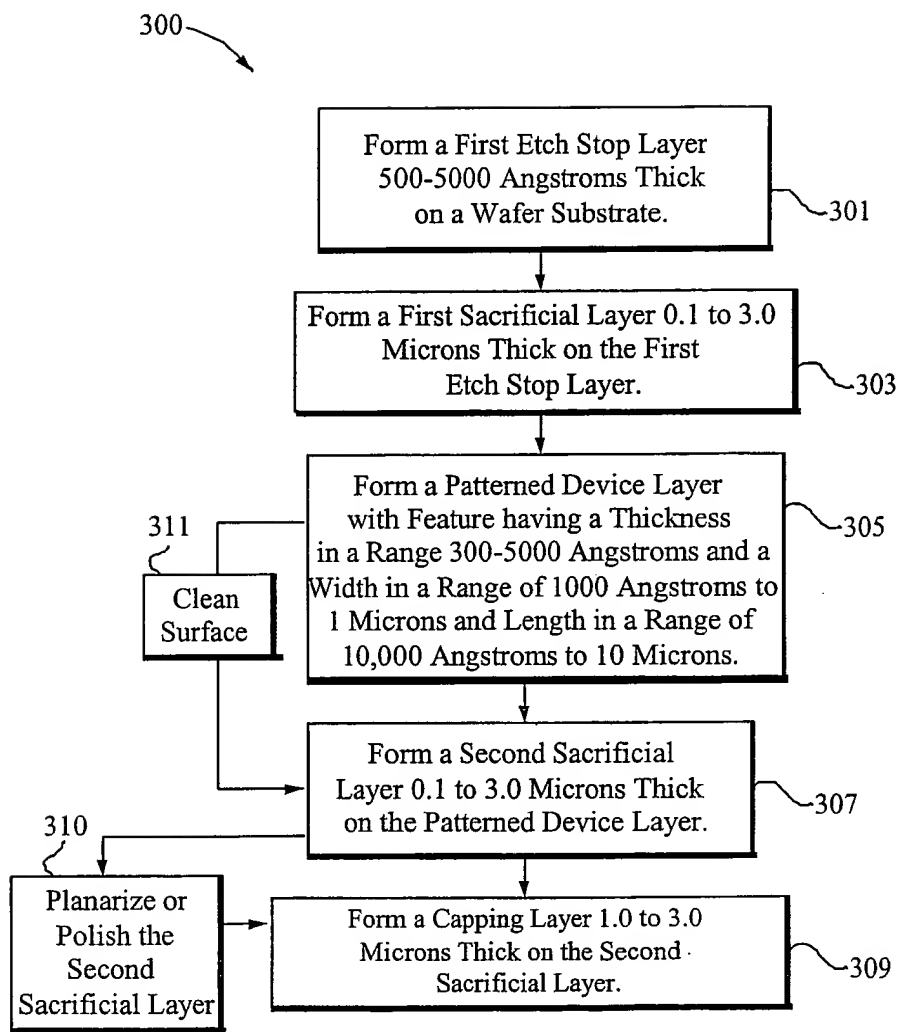 300
Form a First Etch Stop Layer
500-5000 Angstroms Thick
on a Wafer Substrate.
301
Form a First Sacrificial Layer 0.1 to 3.0
Microns Thick on the First
Etch Stop Layer.
303
Form a Patterned Device Layer
with Feature having a Thickness
in a Range 300-5000 Angstroms and a
Width in a Range of 1000 Angstroms to
1 Microns and Length in a Range of
10,000 Angstroms to 10 Microns.
305
311
Clean
Surface
Form a Second Sacrificial
Layer 0.1 to 3.0 Microns Thick
on the Patterned Device Layer.
307
310
Planarize or
Polish the
Second
Sacrificial Layer
Form a Capping Layer 1.0 to 3.0
Microns Thick on the Second
Sacrificial Layer.
309